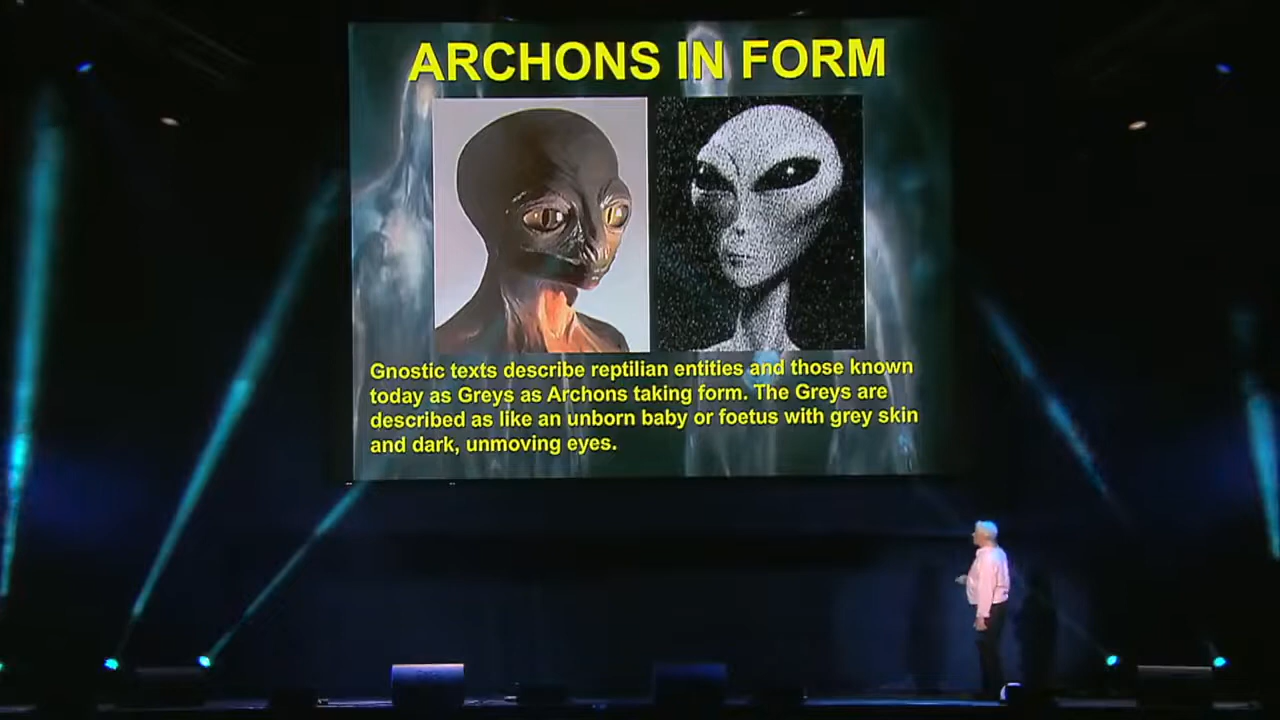 ARCHONS IN FORM
Gnostic texts describe reptilian entities and those known
today as Greys as Archons taking form. The Greys are
described as like an unborn baby or foetus with grey skin
and dark, unmoving eyes.